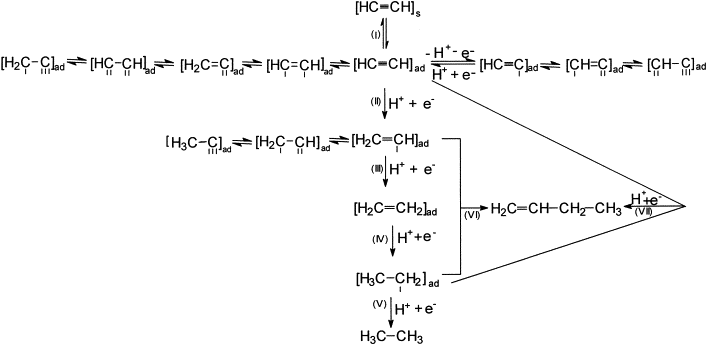 [HC≡CH]s
(I)
[H2C–C]ad ⇌ [HC–CH]ad ⇌ [H2C=C]ad ⇌ [HC=CH]ad ⇌ [HC≡CH]ad - H+ - e- ⇌ H+ + e- [HC=C]ad ⇌ [CH=C]ad ⇌ [CH–C]ad
(II) H+ + e-
[H3C–C]ad ⇌ [H2C–CH]ad ⇌ [H2C=CH]ad
(III) H+ + e-
[H2C=CH2]ad (VI) H2C=CH–CH2–CH3 H++e- (VII)
(IV) H++e-
[H3C–CH2]ad
(V) H+ + e-
H3C–CH3